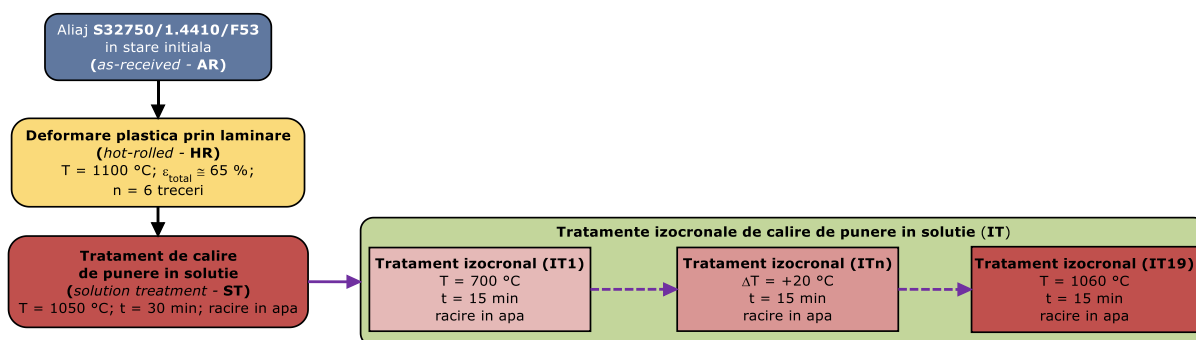 Aliaj S32750/1.4410/F53
in stare initiala
(as-received - AR)
Deformare plastica prin laminare
(hot-rolled - HR)
T = 1100 °C; εtotal ≅ 65 %;
n = 6 treceri
Tratament de calire
de punere in solutie
(solution treatment - ST)
T = 1050 °C; t = 30 min; racire in apa
Tratamente izocronale de calire de punere in solutie (IT)
Tratament izocronal (IT1)
T = 700 °C
t = 15 min
racire in apa
Tratament izocronal (ITn)
ΔT = +20 °C
t = 15 min
racire in apa
Tratament izocronal (IT19)
T = 1060 °C
t = 15 min
racire in apa